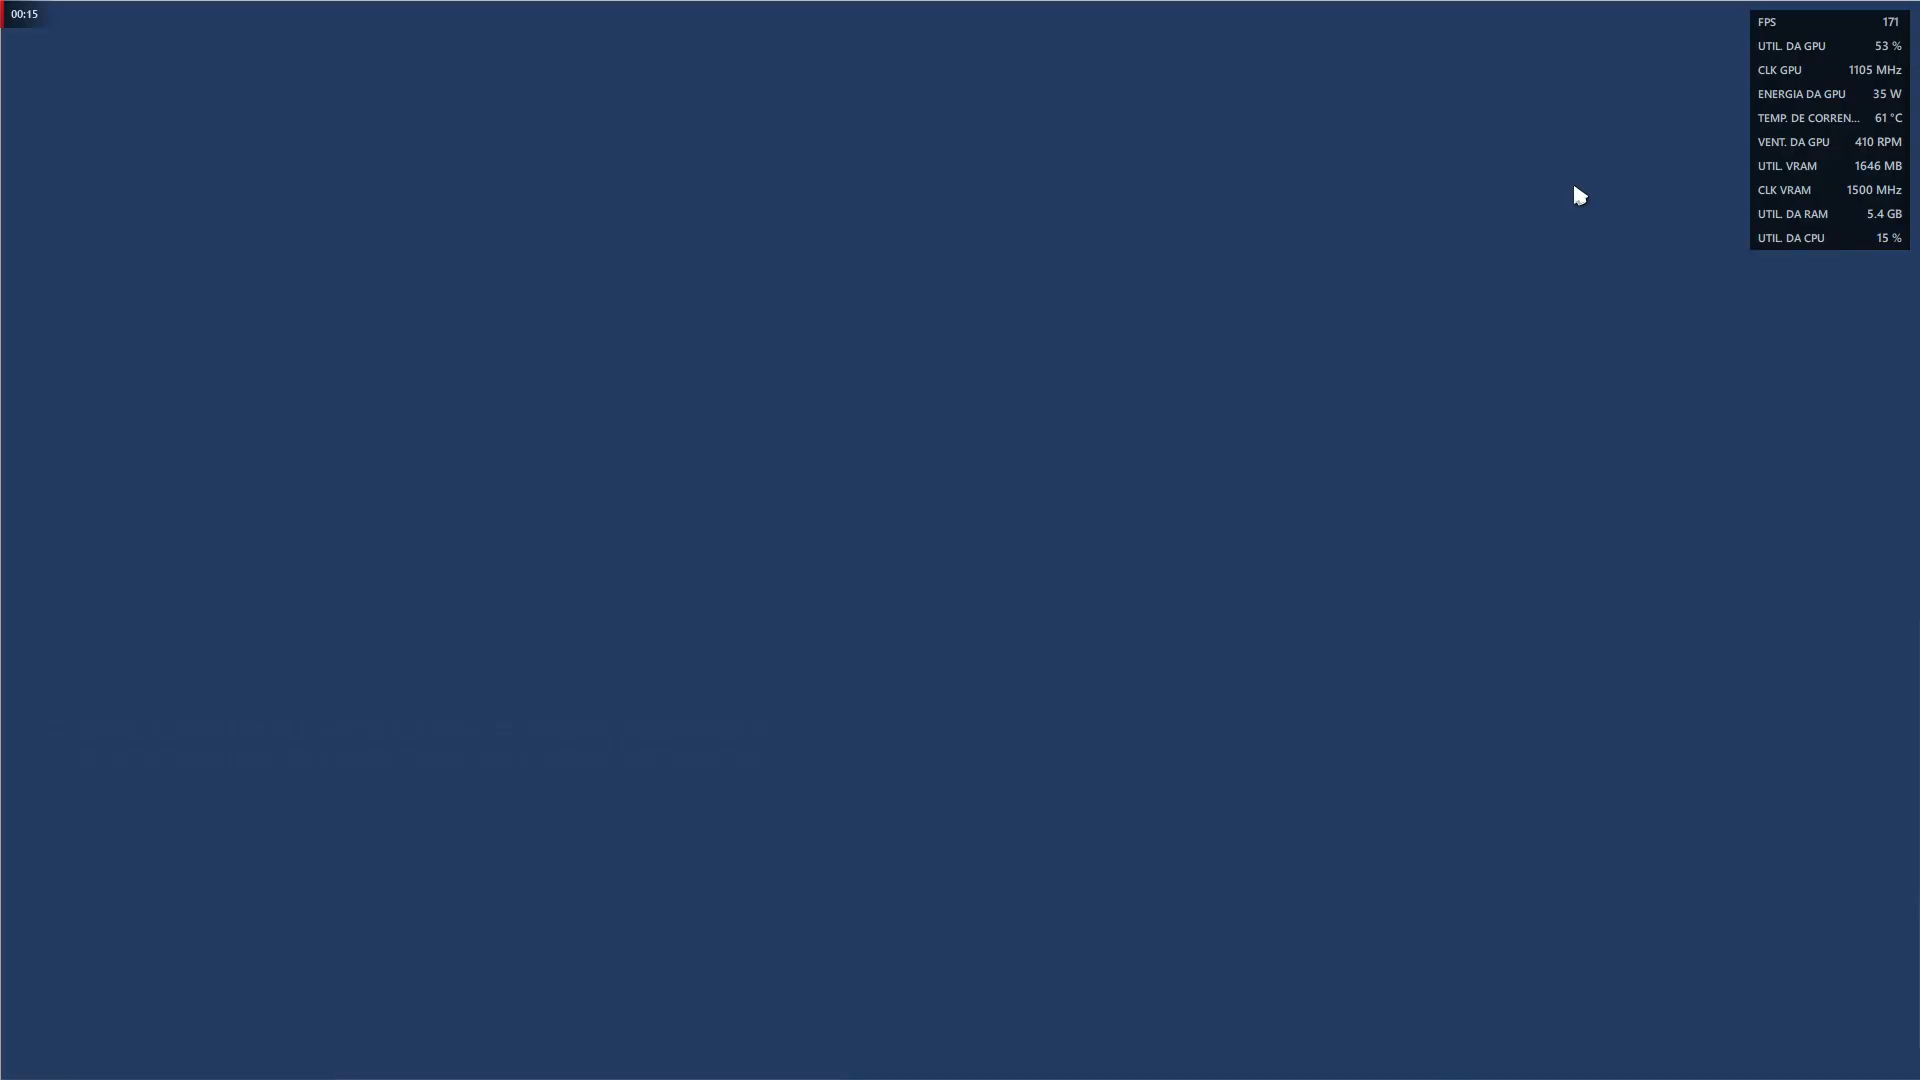 00:15
FPS 171
UTIL. DA GPU 53 %
CLK GPU 1105 MHz
ENERGIA DA GPU 35 W
TEMP. DE CORREN... 61 °C
VENT. DA GPU 410 RPM
UTIL. VRAM 1646 MB
CLK VRAM 1500 MHz
UTIL. DA RAM 5.4 GB
UTIL. DA CPU 15 %